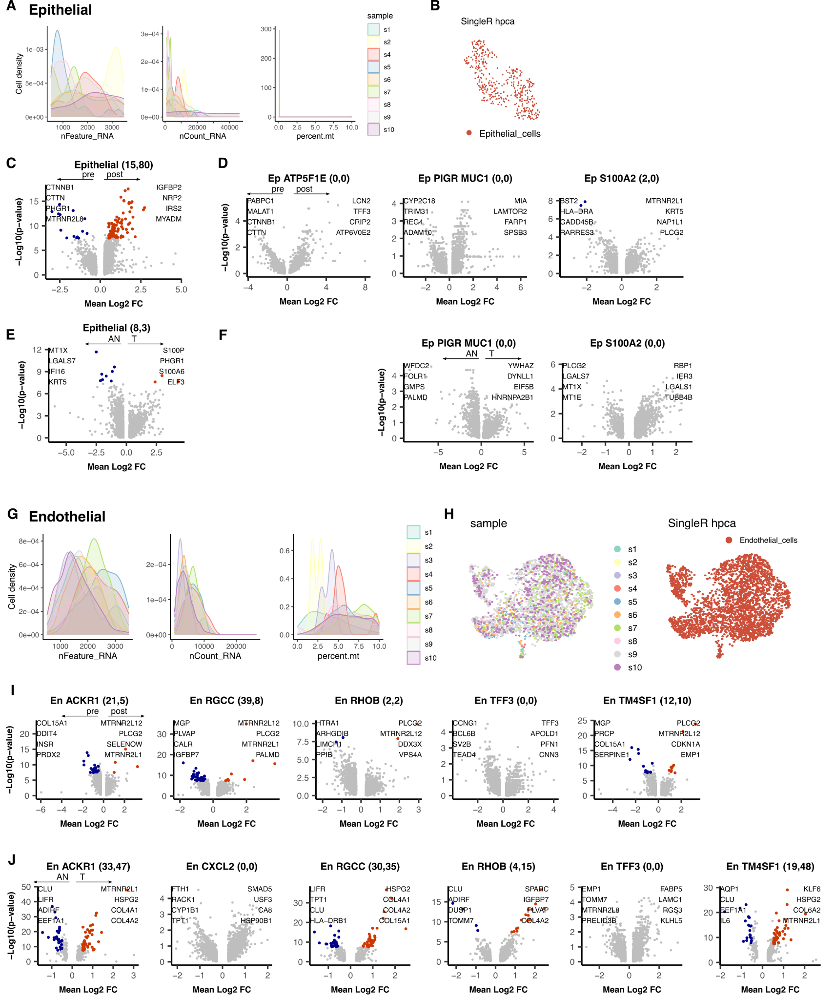 A Epithelial
sample
s1
s2
s4
s5
s6
s7
s8
s9
s10
Cell density
1e−03
5e−04
0e+00
1000 2000 3000
nFeature_RNA
3e−04
2e−04
1e−04
0e+00
0 20000 40000
nCount_RNA
300
200
100
0
0.0 2.5 5.0 7.5 10.0
percent.mt
B
SingleR hpca
Epithelial_cells
C
Epithelial (15,80)
pre post
CTNNB1 IGFBP2
CTTN NRP2
PHGR1 IRS2
MTRNR2L8 MYADM
−Log10(p−value)
15
10
5
0
−2.5 0.0 2.5 5.0
Mean Log2 FC
D
Ep ATP5F1E (0,0)
pre post
PABPC1 LCN2
MALAT1 TFF3
CTNNB1 CRIP2
CTTN ATP6V0E2
−Log10(p−value)
4
2
0
−4 0 4 8
Mean Log2 FC
Ep PIGR MUC1 (0,0)
CYP2C18 MIA
TRIM31 LAMTOR2
REG4 FARP1
ADAM10 SPSB3
4
3
2
1
0
−2 0 2 4 6
Mean Log2 FC
Ep S100A2 (2,0)
BST2 MTRNR2L1
HLA−DRA KRT5
GADD45B NAP1L1
RARRES3 PLCG2
8
6
4
2
0
−2 0 2
Mean Log2 FC
E
Epithelial (8,3)
AN T
MT1X S100P
LGALS7 PHGR1
IFI16 S100A6
KRT5 ELF3
−Log10(p−value)
12
9
6
3
0
−5.0 −2.5 0.0 2.5
Mean Log2 FC
F
Ep PIGR MUC1 (0,0)
AN T
WFDC2 YWHAZ
FOLR1 DYNLL1
GMPS EIF5B
PALMD HNRNPA2B1
−Log10(p−value)
4
3
2
1
0
−5 0 5
Mean Log2 FC
Ep S100A2 (0,0)
PLCG2 RBP1
LGALS7 IER3
MT1X LGALS1
MT1E TUBB4B
6
4
2
0
−2 −1 0 1 2
Mean Log2 FC
G Endothelial
Cell density
8e−04
6e−04
4e−04
2e−04
0e+00
1000 2000 3000
nFeature_RNA
2e−04
1e−04
0e+00
0 10000 20000
nCount_RNA
0.6
0.4
0.2
0.0
0.0 2.5 5.0 7.5 10.0
percent.mt
s1
s2
s3
s4
s5
s6
s7
s8
s9
s10
H
sample
s1
s2
s3
s4
s5
s6
s7
s8
s9
s10
SingleR hpca
Endothelial_cells
I
En ACKR1 (21,5)
pre post
COL15A1 MTRNR2L12
DDIT4 PLCG2
INSR SELENOW
PRDX2 MTRNR2L1
−Log10(p−value)
20
15
10
5
0
−6 −4 −2 0 2
Mean Log2 FC
En RGCC (39,8)
MGP MTRNR2L12
PLVAP PLCG2
CALR MTRNR2L1
IGFBP7 PALMD
30
20
10
0
−2 0 2
Mean Log2 FC
En RHOB (2,2)
HTRA1 PLCG2
ARHGDIB MTRNR2L12
LIMCH1 DDX3X
PPIB VPS4A
10.0
7.5
5.0
2.5
0.0
−2 −1 0 1 2 3
Mean Log2 FC
En TFF3 (0,0)
CCNG1 TFF3
BCL6B APOLD1
SV2B PFN1
TEAD4 CNN3
4
3
2
1
0
−2 0 2 4
Mean Log2 FC
En TM4SF1 (12,10)
MGP PLCG2
PRCP MTRNR2L12
COL15A1 CDKN1A
SERPINE1 EMP1
25
20
15
10
5
0
−4 −2 0 2
Mean Log2 FC
J
En ACKR1 (33,47)
AN T
CLU MTRNR2L1
LIFR HSPG2
ADIRF COL4A1
EEF1A1 COL4A2
−Log10(p−value)
50
40
30
20
10
0
−1 0 1 2 3
Mean Log2 FC
En CXCL2 (0,0)
FTH1 SMAD5
RACK1 USF3
CYP1B1 CA8
TPT1 HSP90B1
4
3
2
1
0
−2 −1 0 1 2
Mean Log2 FC
En RGCC (30,35)
LIFR HSPG2
TPT1 COL4A1
CLU COL4A2
HLA−DRB1 COL15A1
30
20
10
0
−1 0 1 2
Mean Log2 FC
En RHOB (4,15)
CLU SPARC
ADIRF IGFBP7
DUSP1 PLVAP
TOMM7 COL4A2
15
10
5
0
−2 −1 0 1 2
Mean Log2 FC
En TFF3 (0,0)
EMP1 FABP5
TOMM7 LAMC1
MTRNR2L8 RGS3
PRELID3B KLHL5
5
4
3
2
1
0
−2 0 2
Mean Log2 FC
En TM4SF1 (19,48)
AQP1 KLF6
CLU HSPG2
EEF1A1 COL6A2
IL6 MTRNR2L1
30
20
10
0
−2 −1 0 1 2
Mean Log2 FC